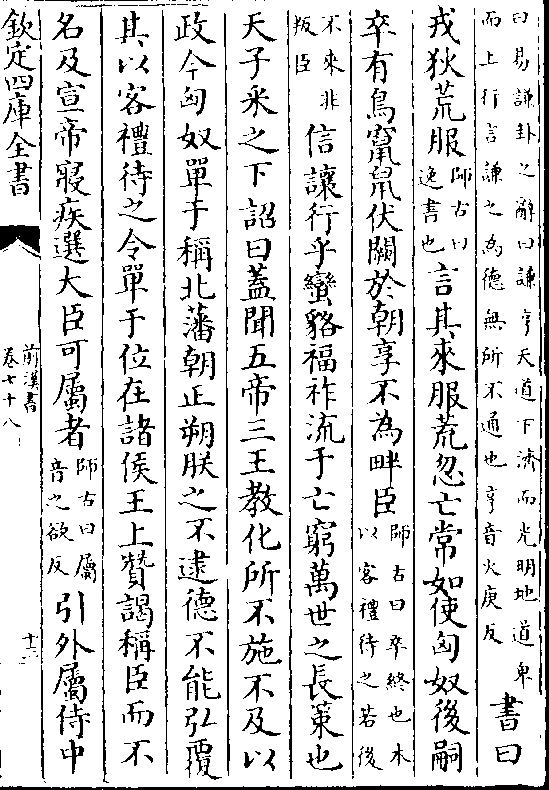 曰易謙卦之辭曰謙亨天道下濟而光明地道卑
而上行言謙之為德無所不通也亨音火庚反
書曰
戎狄荒服
師古曰
逸書也
言其來服荒忽亡常如使匈奴後嗣
卒有鳥竄鼠伏闕於朝享不為畔臣
師古曰卒終也本
以客禮待之若後
不來非
叛臣
信讓行乎蠻貉福祚流于亡窮萬世之長策也
天子采之下詔曰蓋聞五帝三王教化所不施不及以
政今匈奴單于稱北藩朝正朔朕之不逮德不能弘覆
其以客禮待之令單于位在諸侯王上贊謁稱臣而不
名及宣帝寢疾選大臣可屬者
師古曰屬
音之欲反
引外屬侍中
欽定四庫全書
前漢書
卷七十八
十三